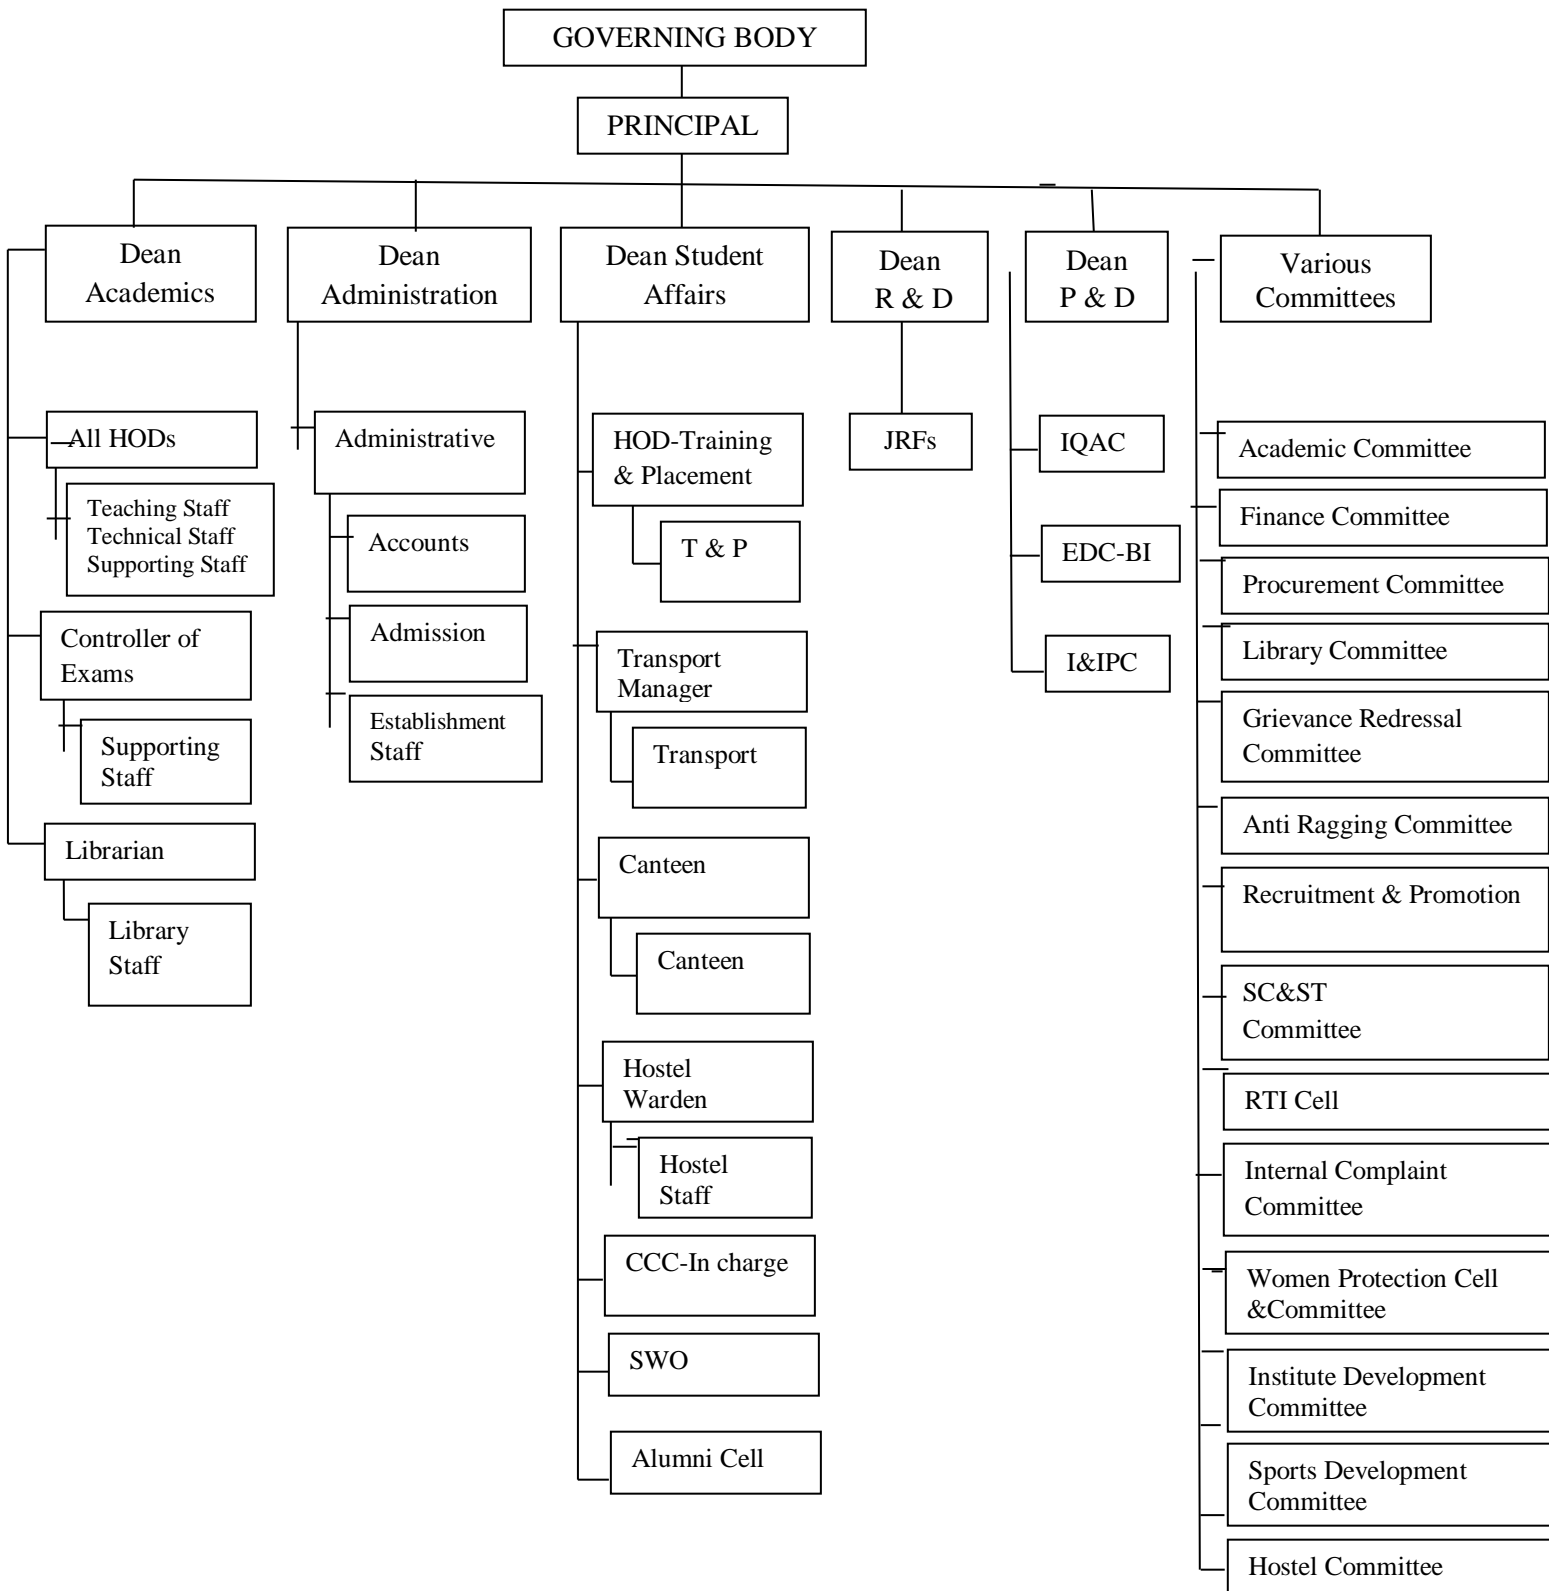 GOVERNING BODY
PRINCIPAL
Dean
Academics
Dean
Administration
Dean Student
Affairs
Dean
R & D
Dean
P & D
Various
Committees
All HODs
Teaching Staff
Technical Staff
Supporting Staff
Controller of
Exams
Supporting
Staff
Librarian
Library
Staff
Administrative
Accounts
Admission
Establishment
Staff
HOD-Training
& Placement
T & P
Transport
Manager
Transport
Canteen
Canteen
Hostel
Warden
Hostel
Staff
CCC-In charge
SWO
Alumni Cell
JRFs
IQAC
EDC-BI
I&IPC
Academic Committee
Finance Committee
Procurement Committee
Library Committee
Grievance Redressal
Committee
Anti Ragging Committee
Recruitment & Promotion
SC&ST
Committee
RTI Cell
Internal Complaint
Committee
Women Protection Cell
&Committee
Institute Development
Committee
Sports Development
Committee
Hostel Committee